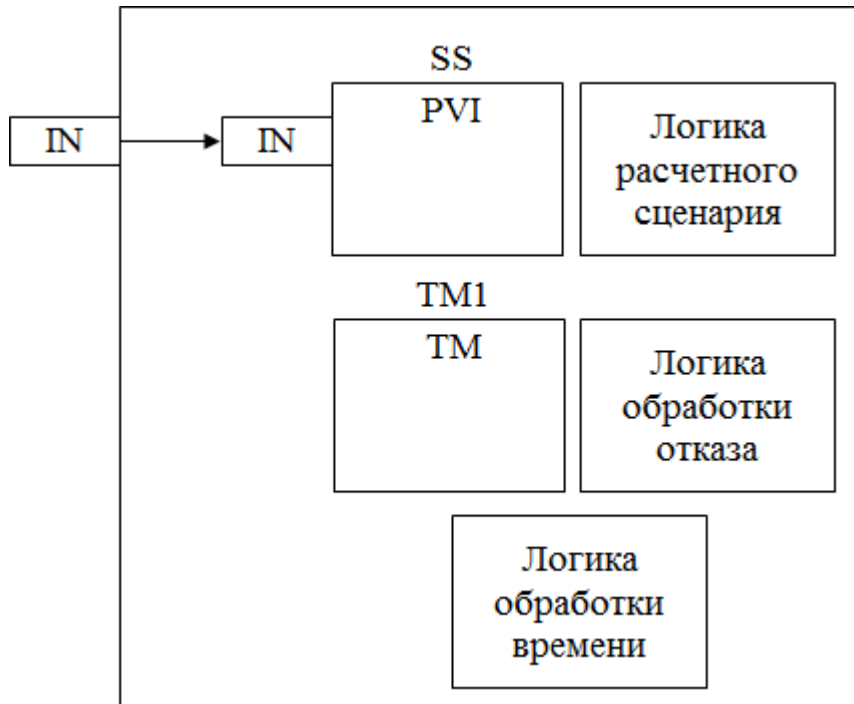 SS
IN
IN
PVI
Логика
расчетного
сценария
TM1
TM
Логика
обработки
отказа
Логика
обработки
времени